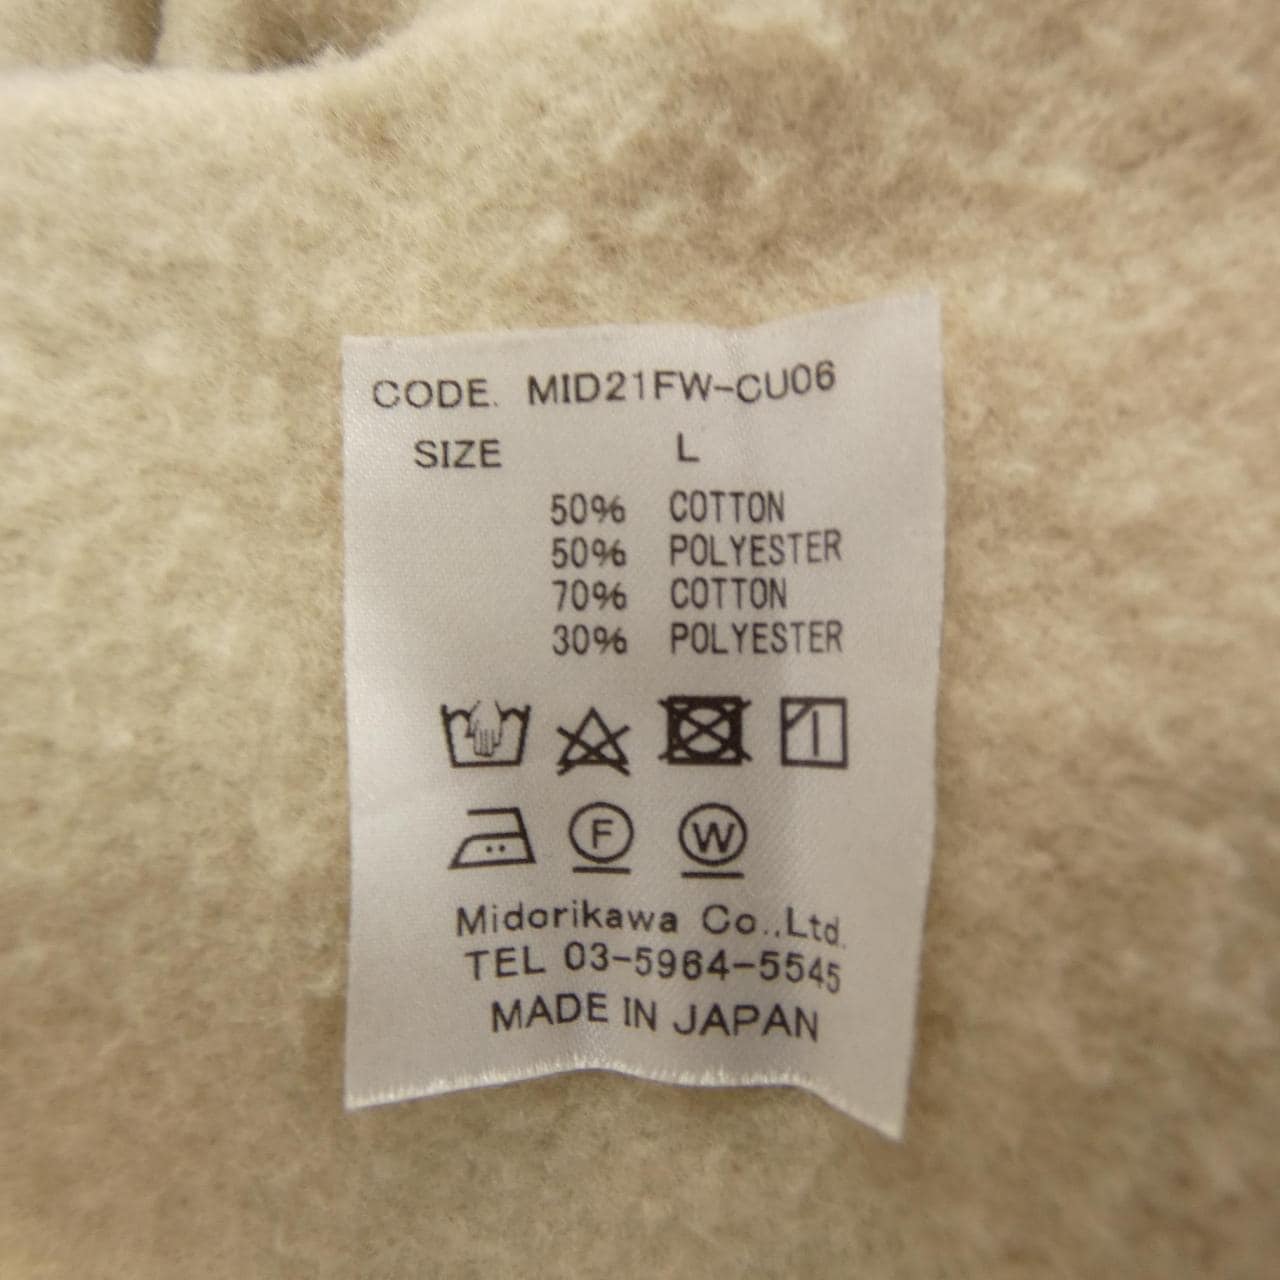 CODE. MID21FW-CU06
SIZE L
50% COTTON
50% POLYESTER
70% COTTON
30% POLYESTER
F W
Midorikawa Co.,Ltd.
TEL 03-5964-5545
MADE IN JAPAN